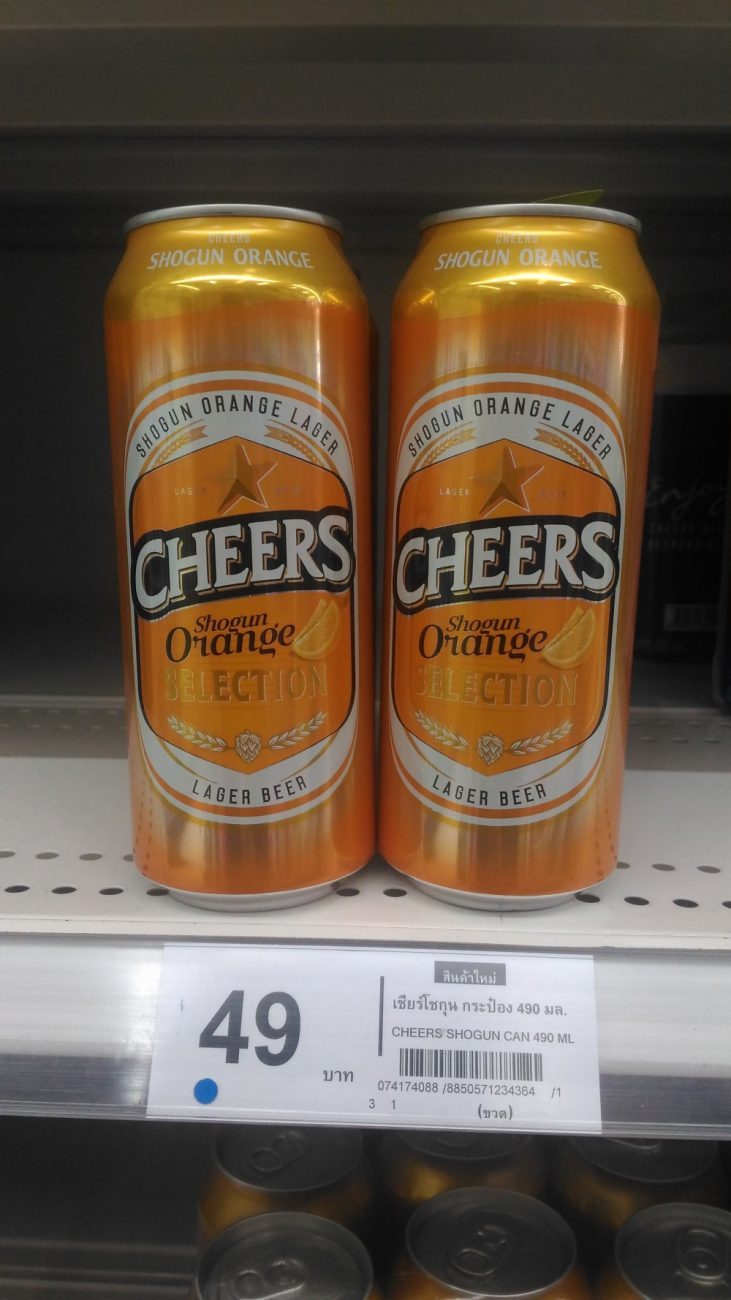 CHEERS
SHOGUN ORANGE
SHOGUN ORANGE LAGER
LAGER BEER
CHEERS
Shogun
Orange
SELECTION
LAGER BEER
CHEERS
SHOGUN ORANGE
SHOGUN ORANGE LAGER
LAGER BEER
CHEERS
Shogun
Orange
SELECTION
LAGER BEER
Enjoy
49
บาท
สินค้าใหม่
เชียร์โชกุน กระป๋อง 490 มล.
CHEERS SHOGUN CAN 490 ML
074174088 /8850571234364 /1
3 1
(ขวด)